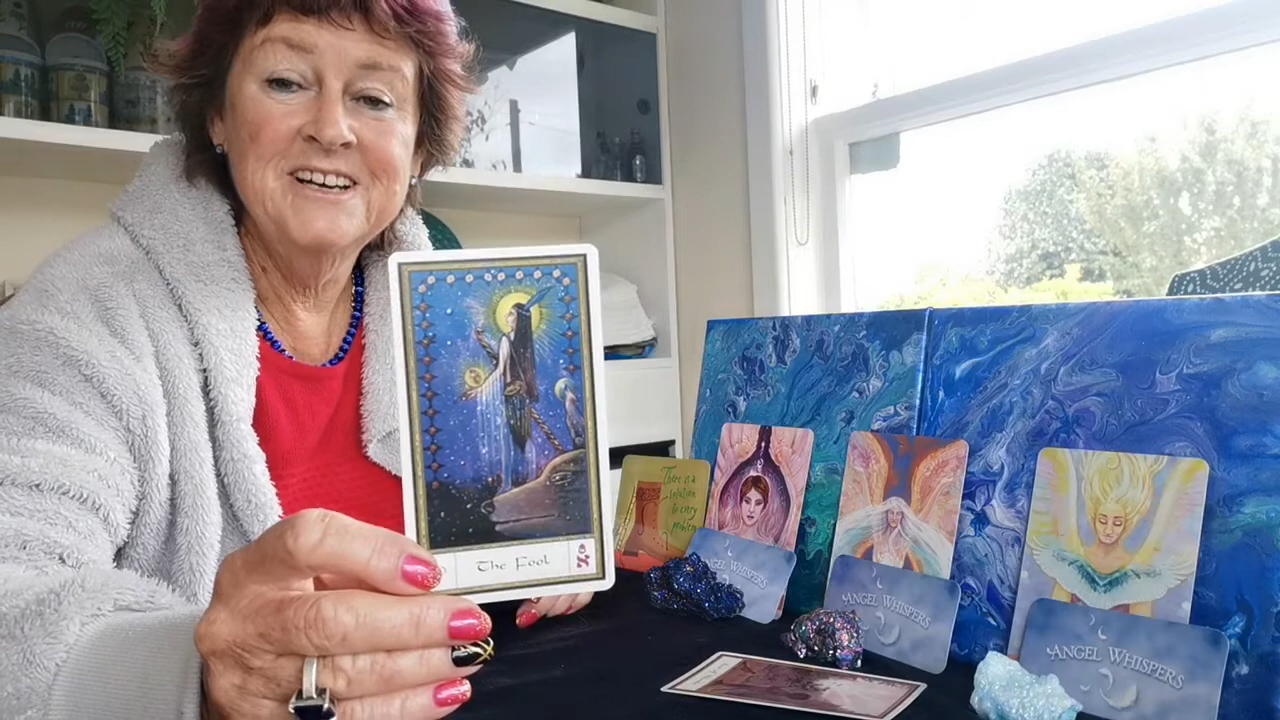 The Fool
There is a
solution
to every
problem
ANGEL WHISPERS
ANGEL WHISPERS
ANGEL WHISPERS